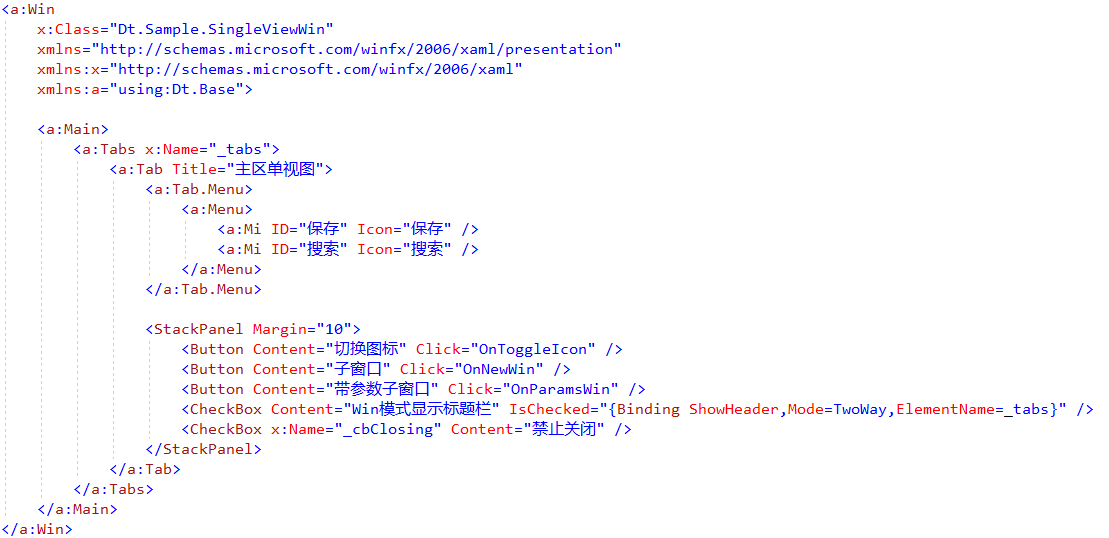 <a:Win
    x:Class="Dt.Sample.SingleViewWin"
    xmlns="http://schemas.microsoft.com/winfx/2006/xaml/presentation"
    xmlns:x="http://schemas.microsoft.com/winfx/2006/xaml"
    xmlns:a="using:Dt.Base">

    <a:Main>
        <a:Tabs x:Name="_tabs">
            <a:Tab Title="主区单视图">
                <a:Tab.Menu>
                    <a:Menu>
                        <a:Mi ID="保存" Icon="保存" />
                        <a:Mi ID="搜索" Icon="搜索" />
                    </a:Menu>
                </a:Tab.Menu>

                <StackPanel Margin="10">
                    <Button Content="切换图标" Click="OnToggleIcon" />
                    <Button Content="子窗口" Click="OnNewWin" />
                    <Button Content="带参数子窗口" Click="OnParamsWin" />
                    <CheckBox Content="Win模式显示标题栏" IsChecked="{Binding ShowHeader,Mode=TwoWay,ElementName=_tabs}" />
                    <CheckBox x:Name="_cbClosing" Content="禁止关闭" />
                </StackPanel>
            </a:Tab>
        </a:Tabs>
    </a:Main>
</a:Win>